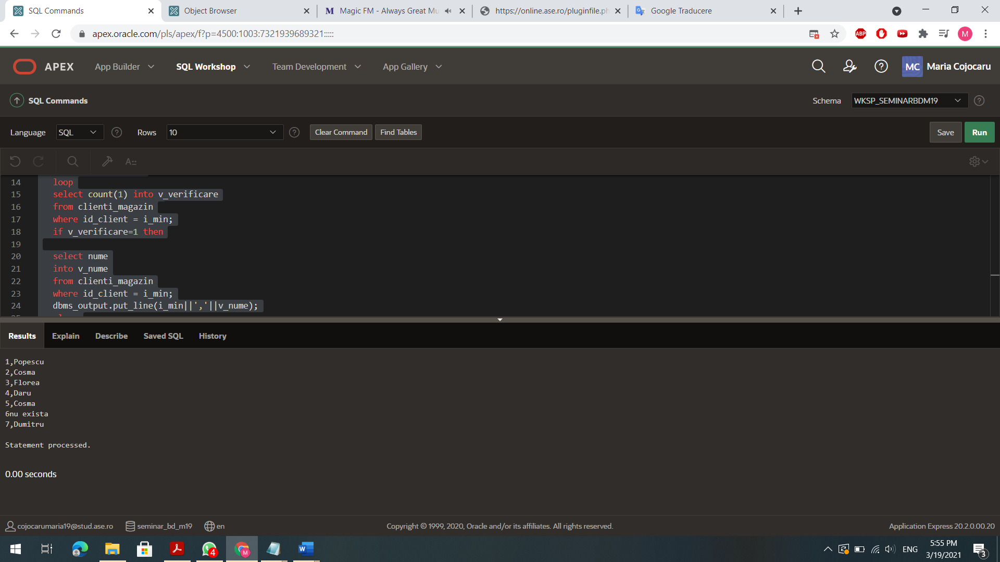 SQL Commands
Object Browser
M Magic FM - Always Great Mu
https://online.ase.ro/pluginfile.ph
Google Traducere
apex.oracle.com/pls/apex/f?p=4500:1003:7321939689321:::::
ABP
M
APEX
App Builder
SQL Workshop
Team Development
App Gallery
MC Maria Cojocaru
SQL Commands
Schema WKSP_SEMINARBDM19
Language SQL Rows 10 Clear Command Find Tables Save Run
14 loop
15 select count(1) into v_verificare
16 from clienti_magazin
17 where id_client = i_min;
18 if v_verificare=1 then
19
20 select nume
21 into v_nume
22 from clienti_magazin
23 where id_client = i_min;
24 dbms_output.put_line(i_min||','||v_nume);
Results Explain Describe Saved SQL History
1,Popescu
2,Cosma
3,Florea
4,Daru
5,Cosma
6nu exista
7,Dumitru
Statement processed.
0.00 seconds
cojocarumaria19@stud.ase.ro seminar_bd_m19 en
Copyright © 1999, 2020, Oracle and/or its affiliates. All rights reserved.
Application Express 20.2.0.00.20
4
M
W
ENG
5:55 PM
3/19/2021
3